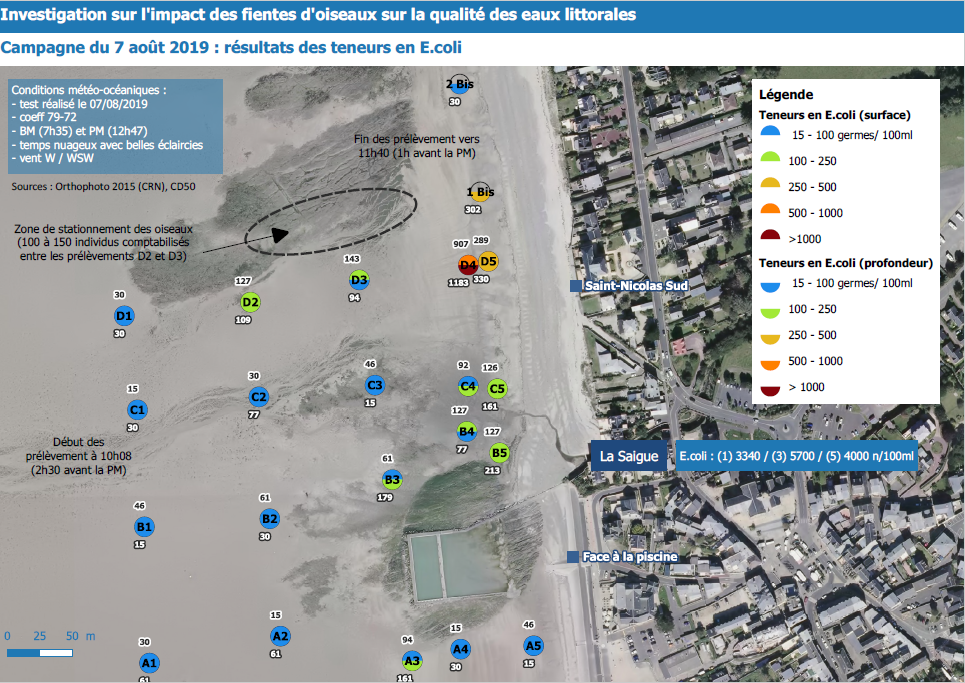 Investigation sur l'impact des fientes d'oiseaux sur la qualité des eaux littorales
Campagne du 7 août 2019 : résultats des teneurs en E.coli
Conditions météo-océaniques :
- test réalisé le 07/08/2019
- coeff 79-72
- BM (7h35) et PM (12h47)
- temps nuageux avec belles éclaircies
- vent W / WSW
Sources : Orthophoto 2015 (CRN), CD50
2 Bis
30
Fin des prélèvement vers
11h40 (1h avant la PM)
1 Bis
302
Zone de stationnement des oiseaux
(100 à 150 individus comptabilisés
entre les prélèvements D2 et D3)
907 289
D4 D5
1183 330
143
D3
94
127
D2
109
30
D1
30
Saint-Nicolas Sud
Légende
Teneurs en E.coli (surface)
15 - 100 germes/ 100ml
100 - 250
250 - 500
500 - 1000
>1000
Teneurs en E.coli (profondeur)
15 - 100 germes/ 100ml
100 - 250
250 - 500
500 - 1000
> 1000
15
C1
30
30
C2
77
46
C3
15
92
C4
126
C5
161
127
B4
77
127
B5
213
Début des
prélèvement à 10h08
(2h30 avant la PM)
La Saigue
E.coli : (1) 3340 / (3) 5700 / (5) 4000 n/100ml
61
B3
179
46
B1
15
61
B2
30
Face à la piscine
0 25 50 m
30
A1
61
15
A2
61
94
A3
161
15
A4
30
46
A5
15